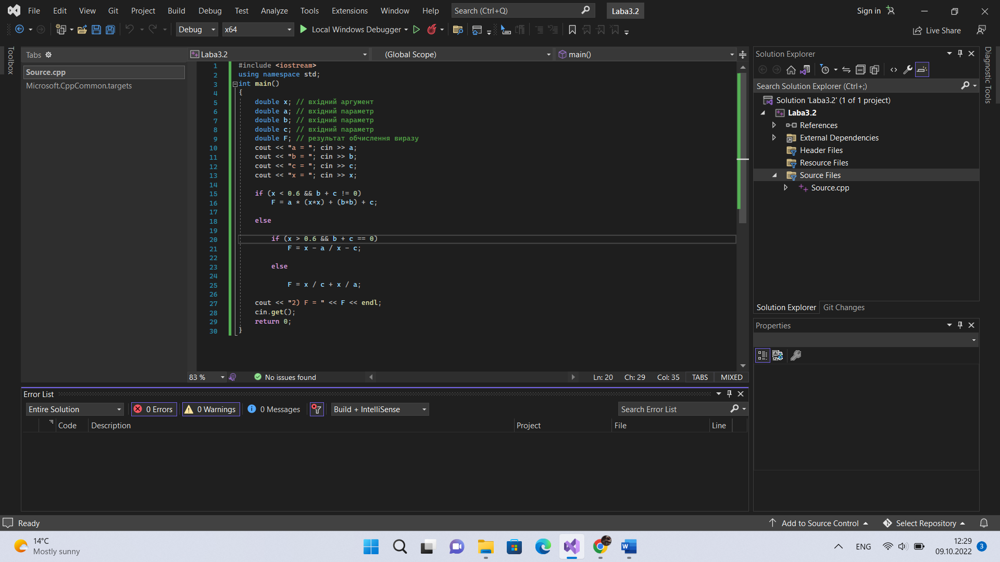 File Edit View Git Project Build Debug Test Analyze Tools Extensions Window Help Search (Ctrl+Q) Laba3.2 Sign in
Debug x64 Local Windows Debugger Live Share
Toolbox
Tabs
Source.cpp
Microsoft.CppCommon.targets
Laba3.2 (Global Scope) main()
1 #include <iostream>
2 using namespace std;
3 int main()
4 {
5 double x; // вхідний аргумент
6 double a; // вхідний параметр
7 double b; // вхідний параметр
8 double c; // вхідний параметр
9 double F; // результат обчислення виразу
10 cout << "a = "; cin >> a;
11 cout << "b = "; cin >> b;
12 cout << "c = "; cin >> c;
13 cout << "x = "; cin >> x;
14
15 if (x < 0.6 && b + c != 0)
16 F = a * (x*x) + (b*b) + c;
17
18 else
19
20 if (x > 0.6 && b + c == 0)
21 F = x - a / x - c;
22
23 else
24
25 F = x / c + x / a;
26
27 cout << "2) F = " << F << endl;
28 cin.get();
29 return 0;
30 }
83 % No issues found Ln: 20 Ch: 29 Col: 35 TABS MIXED
Solution Explorer
Search Solution Explorer (Ctrl+;)
Solution 'Laba3.2' (1 of 1 project)
Laba3.2
References
External Dependencies
Header Files
Resource Files
Source Files
Source.cpp
Solution Explorer Git Changes
Properties
Diagnostic Tools
Error List
Entire Solution 0 Errors 0 Warnings 0 Messages Build + IntelliSense Search Error List
Code Description Project File Line
Ready Add to Source Control Select Repository
14°C
Mostly sunny
ENG
12:29
09.10.2022
3